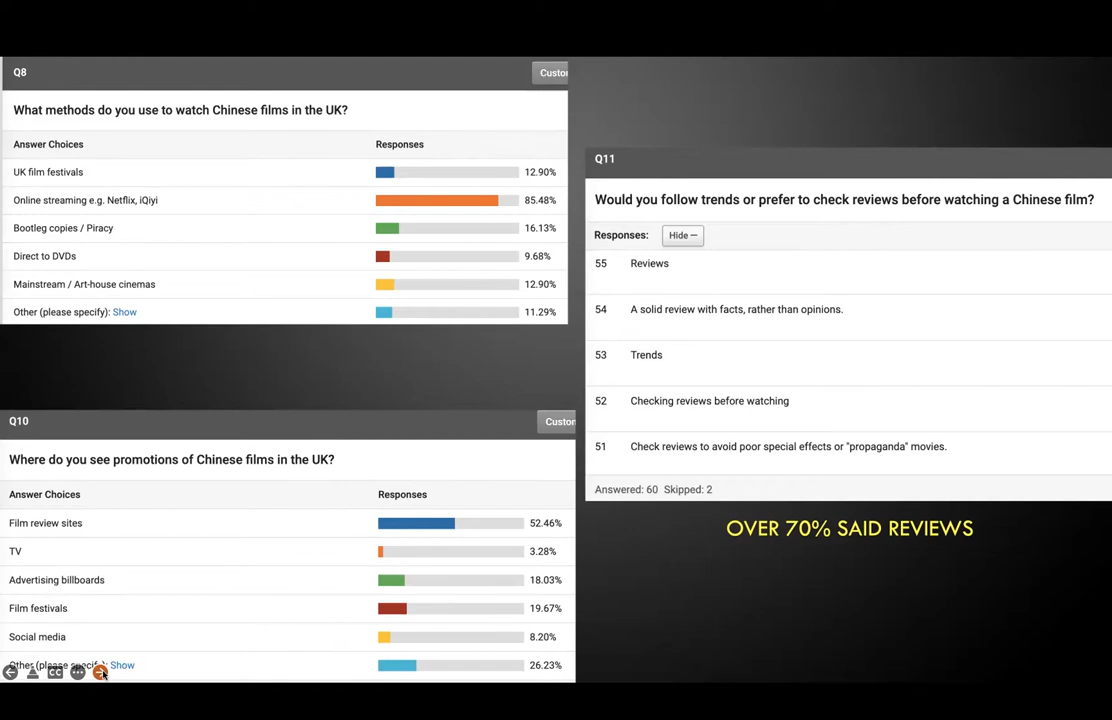 Q8
Custo
What methods do you use to watch Chinese films in the UK?
Answer Choices Responses
UK film festivals 12.90%
Online streaming e.g. Netflix, iQiyi 85.48%
Bootleg copies / Piracy 16.13%
Direct to DVDs 9.68%
Mainstream / Art-house cinemas 12.90%
Other (please specify): Show 11.29%
Q10
Custor
Where do you see promotions of Chinese films in the UK?
Answer Choices Responses
Film review sites 52.46%
TV 3.28%
Advertising billboards 18.03%
Film festivals 19.67%
Social media 8.20%
Other (please specify): Show 26.23%
CC
Q11
Would you follow trends or prefer to check reviews before watching a Chinese film?
Responses: Hide –
55 Reviews
54 A solid review with facts, rather than opinions.
53 Trends
52 Checking reviews before watching
51 Check reviews to avoid poor special effects or "propaganda" movies.
Answered: 60 Skipped: 2
OVER 70% SAID REVIEWS